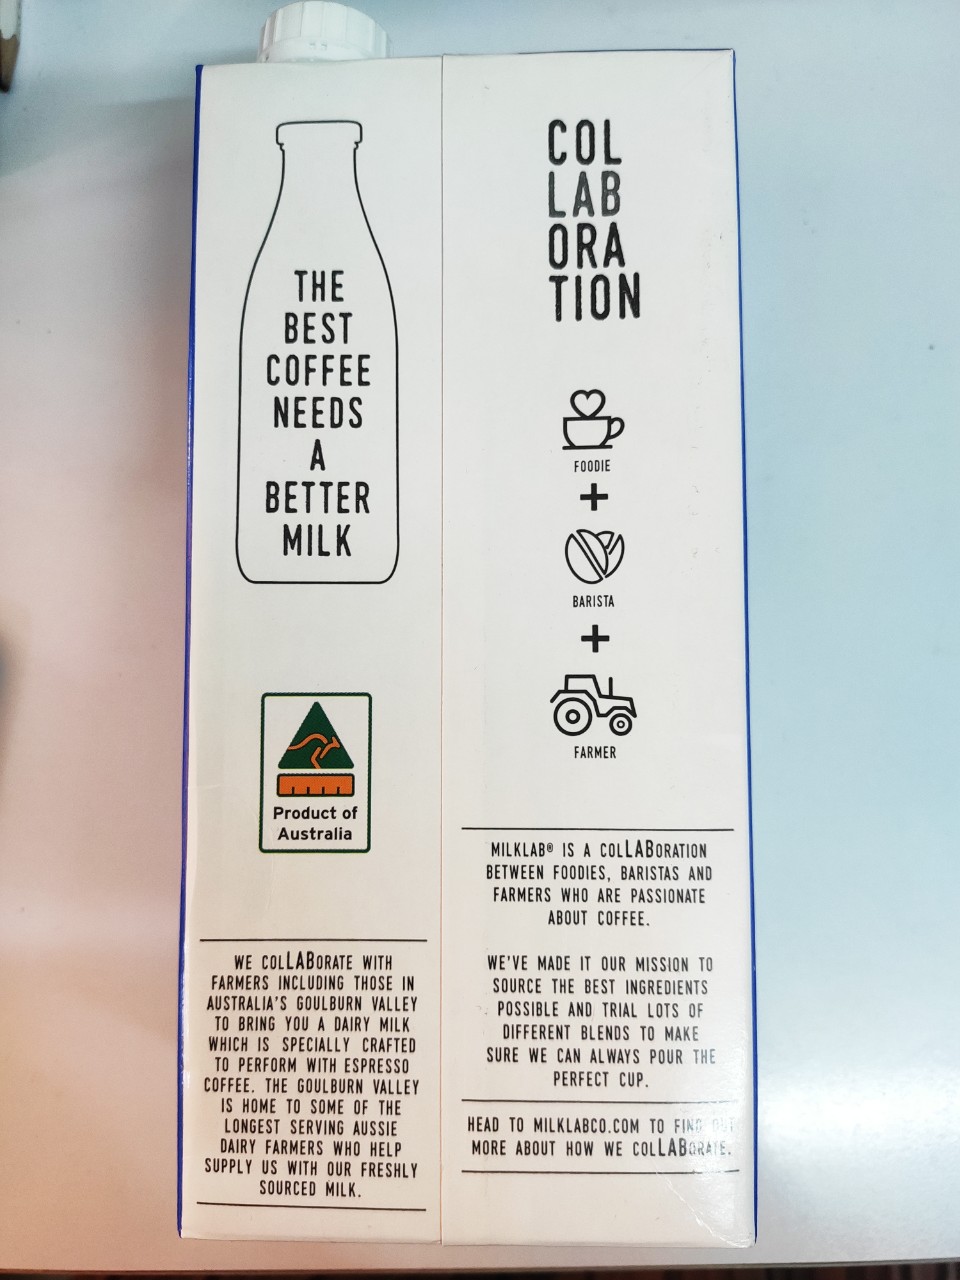 THE
BEST
COFFEE
NEEDS
A
BETTER
MILK
Product of
Australia
WE COLLABORATE WITH
FARMERS INCLUDING THOSE IN
AUSTRALIA'S GOULBURN VALLEY
TO BRING YOU A DAIRY MILK
WHICH IS SPECIALLY CRAFTED
TO PERFORM WITH ESPRESSO
COFFEE. THE GOULBURN VALLEY
IS HOME TO SOME OF THE
LONGEST SERVING AUSSIE
DAIRY FARMERS WHO HELP
SUPPLY US WITH OUR FRESHLY
SOURCED MILK.
COL
LAB
ORA
TION
FOODIE
+
BARISTA
+
FARMER
MILKLAB® IS A COLLABORATION
BETWEEN FOODIES, BARISTAS AND
FARMERS WHO ARE PASSIONATE
ABOUT COFFEE.
WE'VE MADE IT OUR MISSION TO
SOURCE THE BEST INGREDIENTS
POSSIBLE AND TRIAL LOTS OF
DIFFERENT BLENDS TO MAKE
SURE WE CAN ALWAYS POUR THE
PERFECT CUP.
HEAD TO MILKLABCO.COM TO FIND OUT
MORE ABOUT HOW WE COLLABORATE.